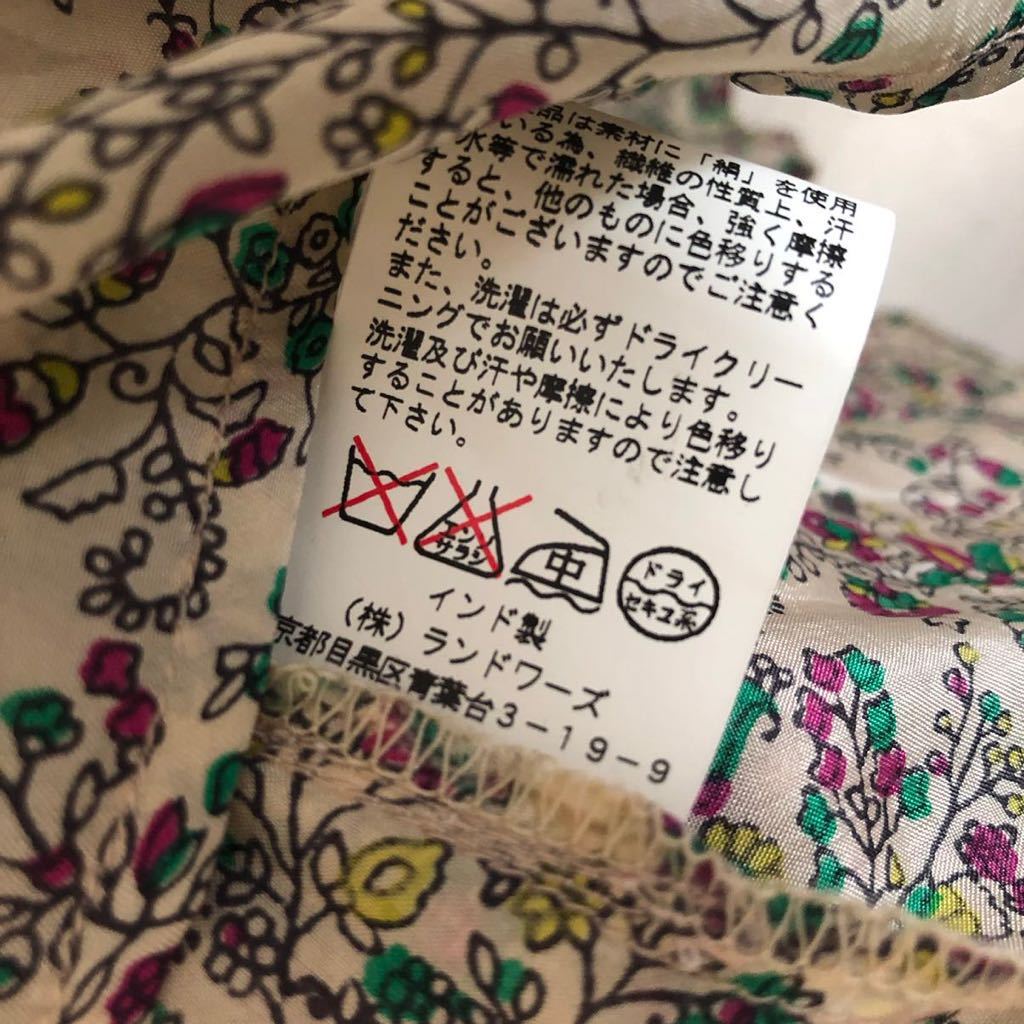 品は素材に「絹」を使用
いる為、繊維の性質上、汗
水等で濡れた場合、強く摩擦
すると、他のものに色移りする
ことがございますのでご注意く
ださい。
また、洗濯は必ずドライクリー
ニングでお願いいたします。
洗濯及び汗や摩擦により色移り
することがありますので注意し
て下さい。
エンソ
サラシ
中
ドライ
セキユ系
インド製
(株)ランドワーズ
京都目黒区青葉台3-19-9